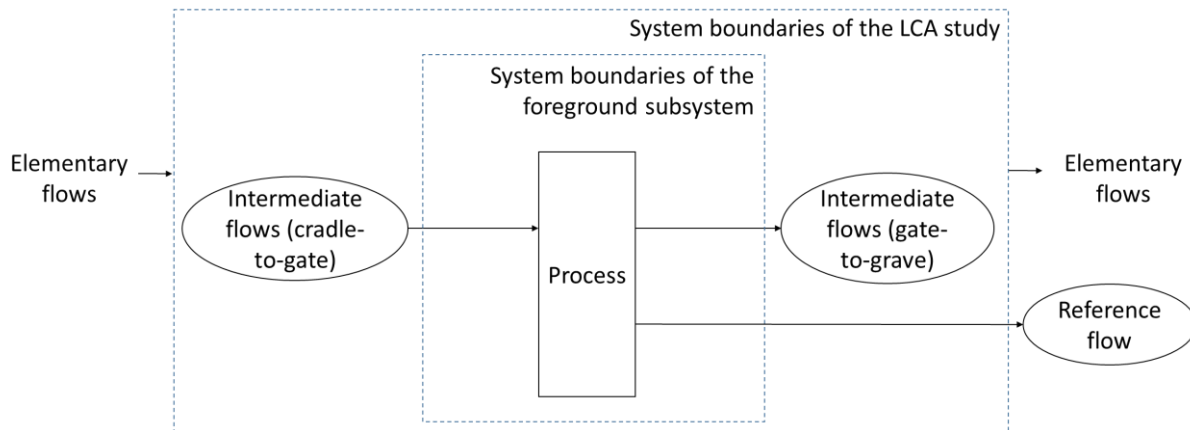 System boundaries of the LCA study
System boundaries of the
foreground subsystem
Elementary
flows
Intermediate
flows (cradle-
to-gate)
Process
Intermediate
flows (gate-
to-grave)
Elementary
flows
Reference
flow